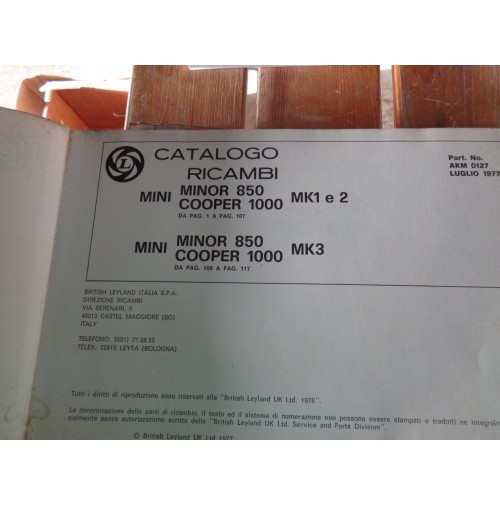 L
CATALOGO
RICAMBI
MINI MINOR 850 MK1 e 2
COOPER 1000
DA PAG. 1 A PAG. 107
MINI MINOR 850 MK3
COOPER 1000
DA PAG. 108 A PAG. 117
Part. No.
AKM 0127
LUGLIO 1977
BRITISH LEYLAND ITALIA S.P.A.
DIREZIONE RICAMBI
VIA SERENARI, 3
40013 CASTEL MAGGIORE (BO)
ITALY
TELEFONO: (051) 71 35 55
TELEX: 52815 LEYTA (BOLOGNA)
Tutti i diritti di riproduzione sono riservati alla "British Leyland UK Ltd. 1976".
La denominazione delle parti di ricambio, il testo ed il sistema di numerazione non possono essere stampati e tradotti né integralm
zialmente senza autorizzazione scritta della "British Leyland UK Ltd. Service and Parts Division".
© British Leyland UK Ltd. 1977